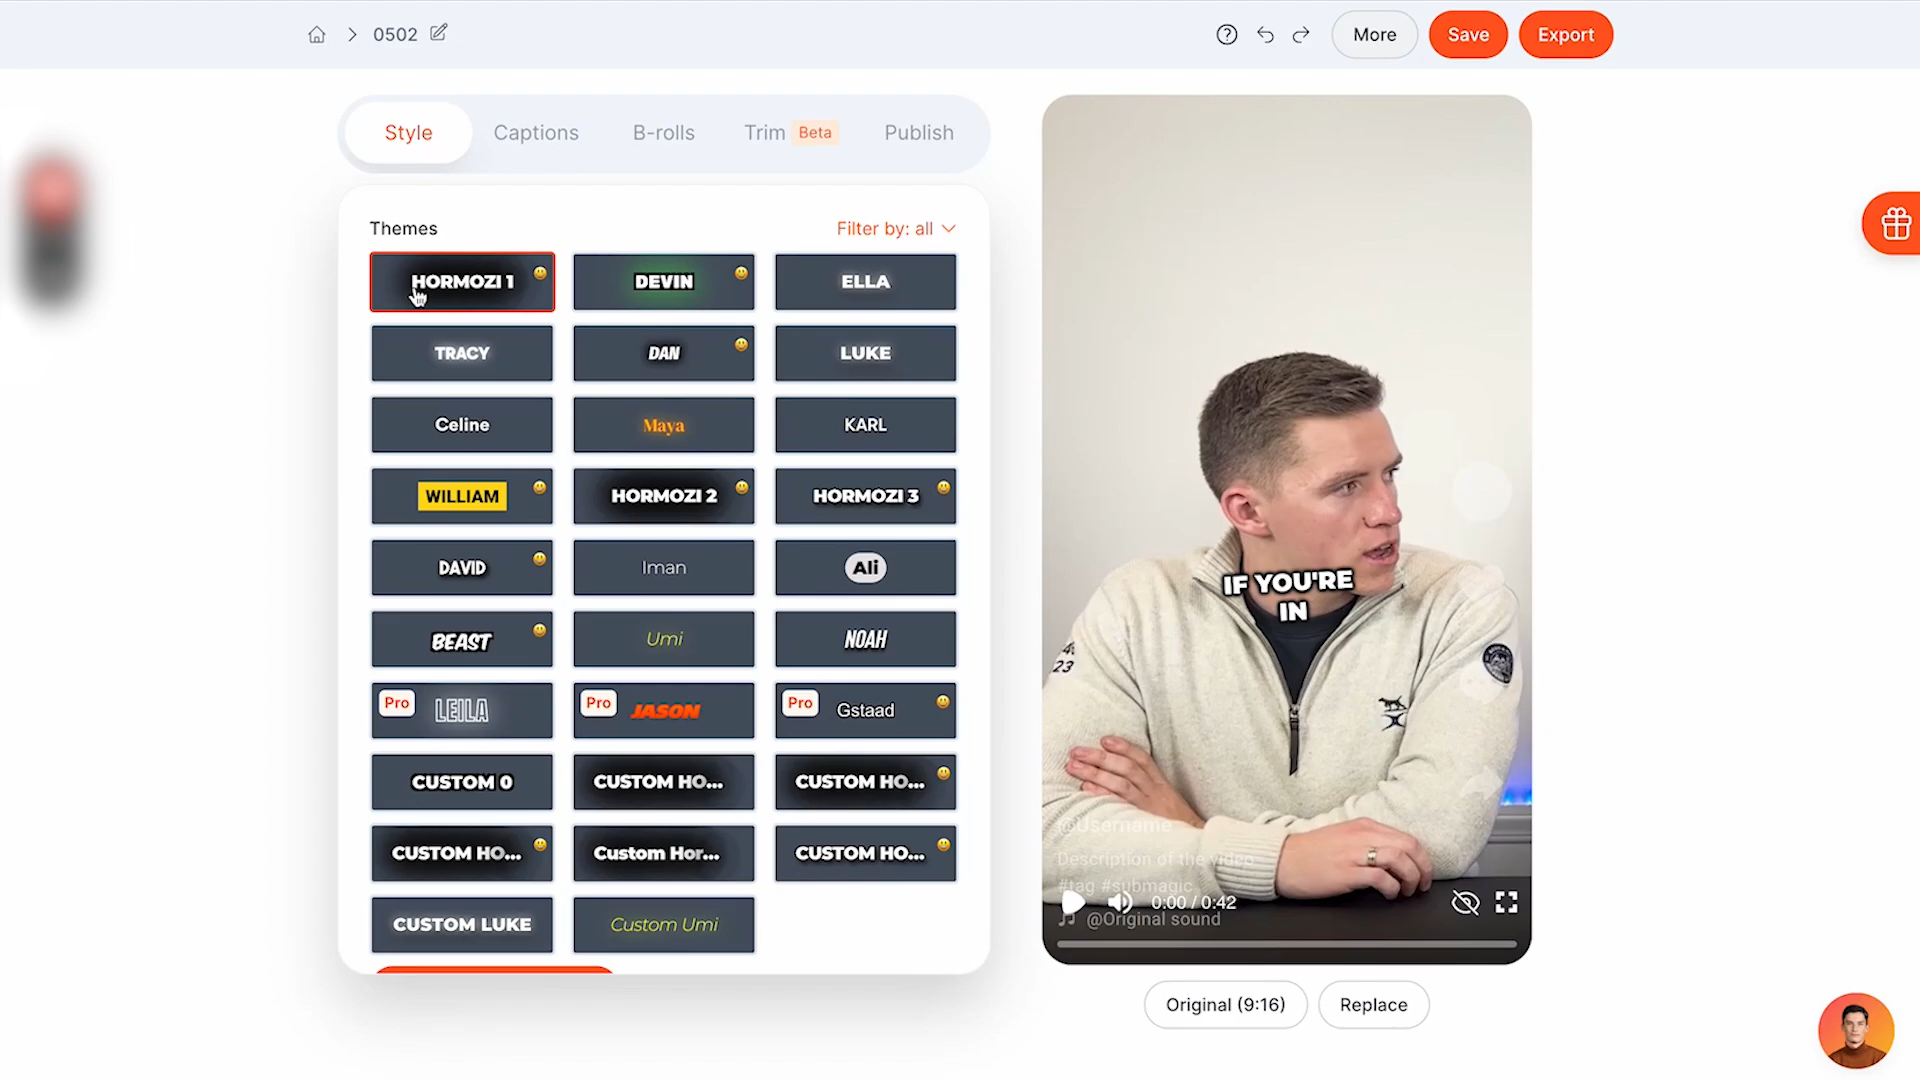 0502
More
Save
Export
Style
Captions
B-rolls
Trim Beta
Publish
Themes
Filter by: all
HORMOZI 1
DEVIN
ELLA
TRACY
DAN
LUKE
Celine
Maya
KARL
WILLIAM
HORMOZI 2
HORMOZI 3
DAVID
Iman
Ali
BEAST
Umi
NOAH
Pro LEILA
Pro JASON
Pro Gstaad
CUSTOM 0
CUSTOM HO...
CUSTOM HO...
CUSTOM HO...
Custom Hor...
CUSTOM HO...
CUSTOM LUKE
Custom Umi
IF YOU'RE
IN
23
@Username
Description of the video
#tag #submagic
0:00 / 0:42
@Original sound
Original (9:16)
Replace